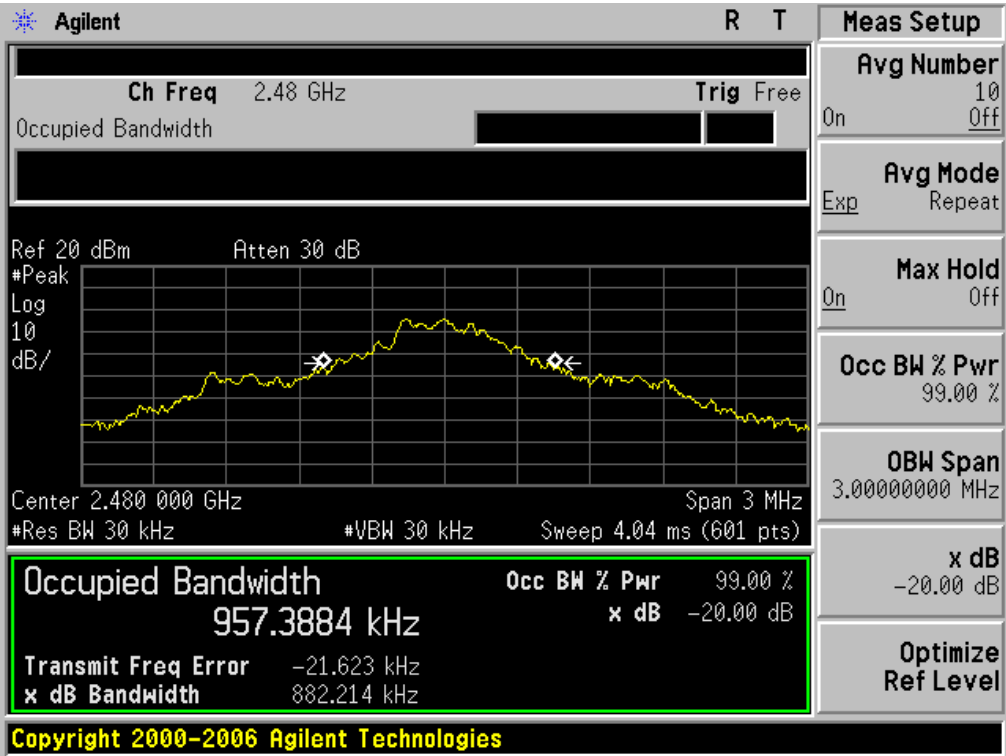 Agilent R T
Ch Freq 2.48 GHz Trig Free
Occupied Bandwidth
Ref 20 dBm Atten 30 dB
#Peak
Log
10
dB/
Center 2.480 000 GHz Span 3 MHz
#Res BW 30 kHz #VBW 30 kHz Sweep 4.04 ms (601 pts)
Occupied Bandwidth
957.3884 kHz
Occ BW % Pwr 99.00 %
x dB -20.00 dB
Transmit Freq Error -21.623 kHz
x dB Bandwidth 882.214 kHz
Copyright 2000-2006 Agilent Technologies
Meas Setup
Avg Number
10
On Off
Avg Mode
Exp Repeat
Max Hold
On Off
Occ BW % Pwr
99.00 %
OBW Span
3.00000000 MHz
x dB
-20.00 dB
Optimize
Ref Level